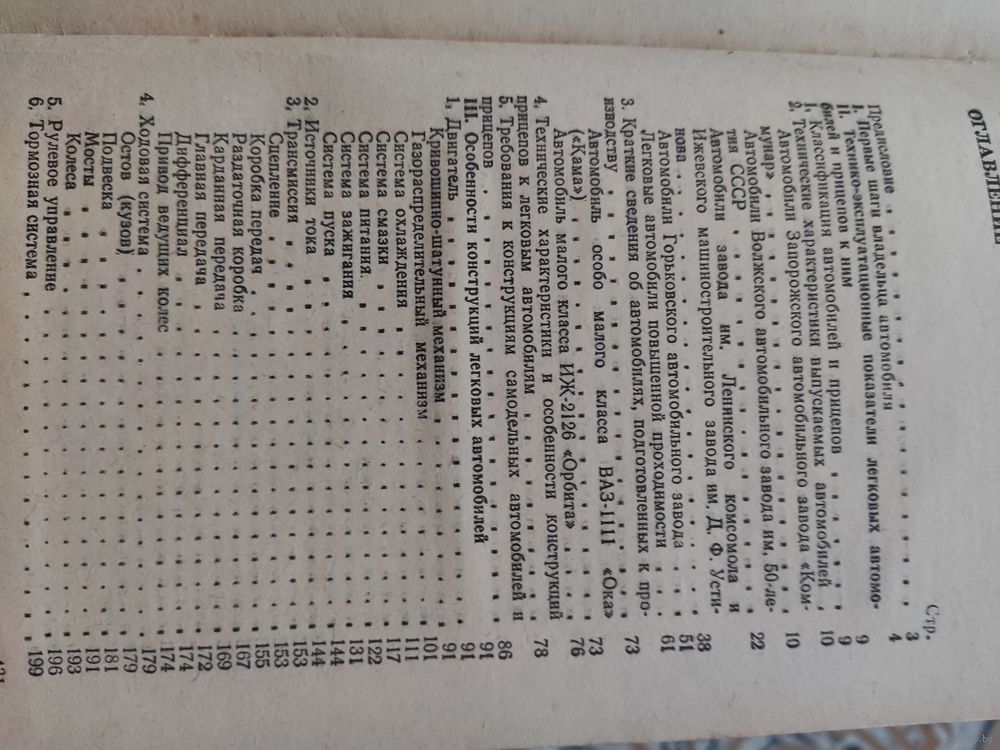 ОГЛАВЛЕНИЕ
Стр.
Предисловие . . . . . . . . . . . . . . 3
I. Первые шаги владельца автомобиля . . . 4
II. Технико-эксплуатационные показатели легковых автомо-
билей и прицепов к ним . . . . . . . 9
1. Классификация автомобилей и прицепов . . . . 9
2. Технические характеристики выпускаемых автомобилей . 10
Автомобили Запорожского автомобильного завода «Ком-
мунар» . . . . . . . . . . . . . 10
Автомобили Волжского автомобильного завода им. 50-ле-
тия СССР . . . . . . . . . . . . . 22
Автомобили завода им. Ленинского комсомола и
Ижевского машиностроительного завода им. Д. Ф. Усти-
нова . . . . . . . . . . . . . . 38
Автомобили Горьковского автомобильного завода . . 51
Легковые автомобили повышенной проходимости . . 61
3. Краткие сведения об автомобилях, подготовленных к про-
изводству . . . . . . . . . . . . . 73
Автомобиль особо малого класса ВАЗ-1111 «Ока»
(«Кама») . . . . . . . . . . . . . 73
Автомобиль малого класса ИЖ-2126 «Орбита» . . . 76
4. Технические характеристики и особенности конструкций
прицепов к легковым автомобилям . . . . . . 78
5. Требования к конструкциям самодельных автомобилей и
прицепов . . . . . . . . . . . . . 86
III. Особенности конструкций легковых автомобилей . . 91
1. Двигатель . . . . . . . . . . . . . 91
Кривошипно-шатунный механизм . . . . . . . 91
Газораспределительный механизм . . . . . . . 101
Система охлаждения . . . . . . . . . . 111
Система смазки . . . . . . . . . . . 117
Система питания . . . . . . . . . . . 122
Система зажигания . . . . . . . . . . 131
Система пуска . . . . . . . . . . . 144
2. Источники тока . . . . . . . . . . . 144
3. Трансмиссия . . . . . . . . . . . . 153
Сцепление . . . . . . . . . . . . . 153
Коробка передач . . . . . . . . . . . 155
Раздаточная коробка . . . . . . . . . . 167
Карданная передача . . . . . . . . . . 169
Главная передача . . . . . . . . . . . 172
Дифференциал . . . . . . . . . . . . 174
Привод ведущих колес . . . . . . . . . 174
4. Ходовая система . . . . . . . . . . . 179
Остов (кузов) . . . . . . . . . . . . 179
Подвеска . . . . . . . . . . . . . 181
Мосты . . . . . . . . . . . . . . 191
Колеса . . . . . . . . . . . . . . 193
5. Рулевое управление . . . . . . . . . . 196
6. Тормозная система . . . . . . . . . . 199